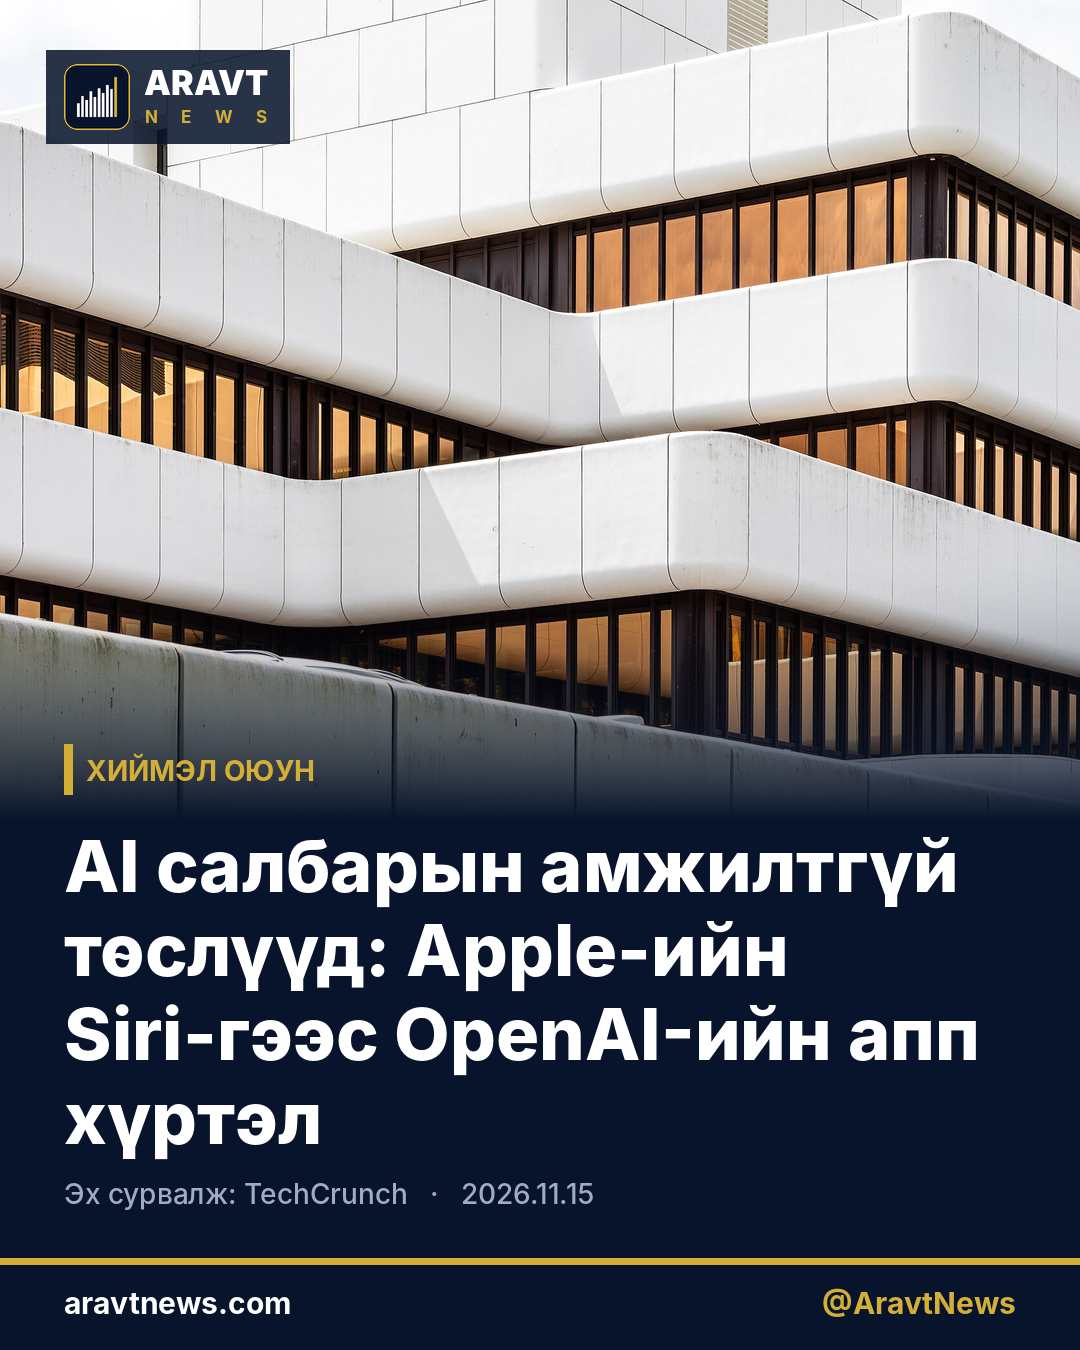 ARAVT
NEWS
ХИЙМЭЛ ОЮУН
AI салбарын амжилтгүй
төслүүд: Apple-ийн
Siri-гээс OpenAI-ийн апп
хүртэл
Эх сурвалж: TechCrunch · 2026.11.15
aravtnews.com
@AravtNews